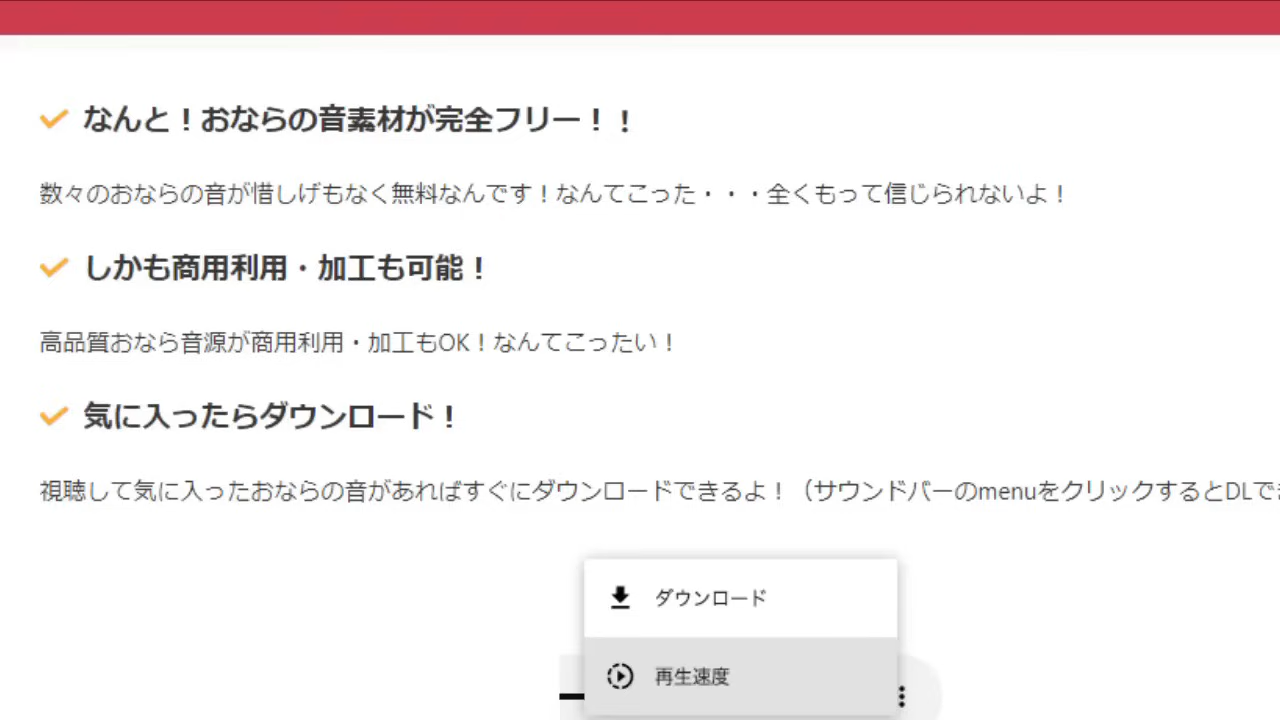 なんと！おならの音素材が完全フリー！！
数々のおならの音が惜しげもなく無料なんです！なんてこった・・・全くもって信じられないよ！
しかも商用利用・加工も可能！
高品質おなら音源が商用利用・加工もOK！なんてこったい！
気に入ったらダウンロード！
視聴して気に入ったおならの音があればすぐにダウンロードできるよ！（サウンドバーのmenuをクリックするとDLで
ダウンロード
再生速度